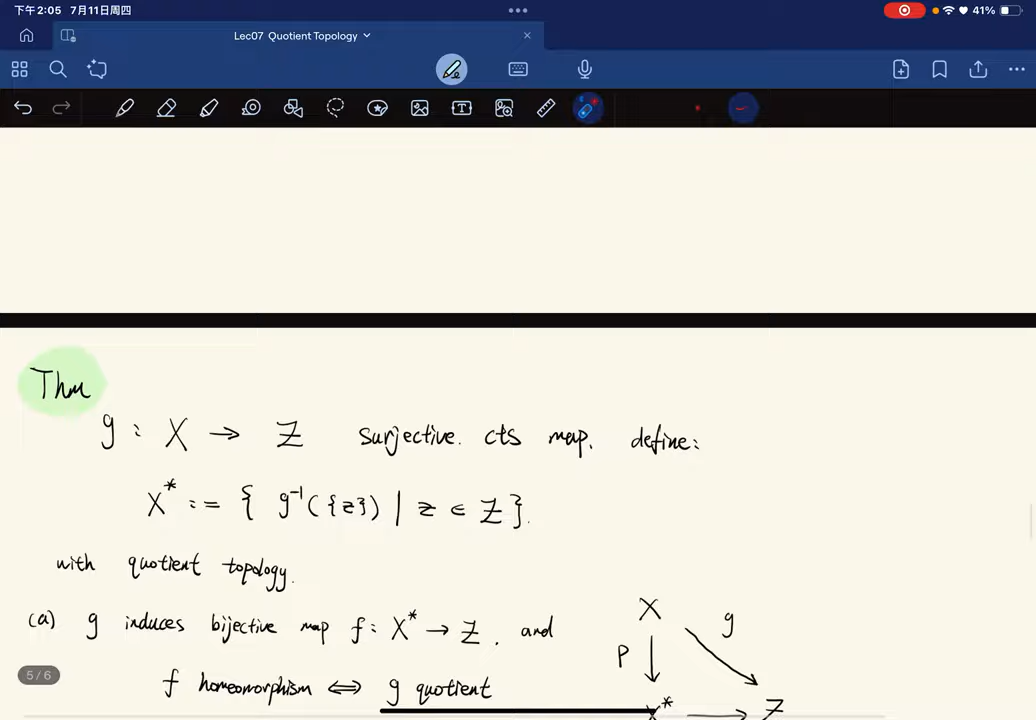 下午2:05 7月11日周四
41%
Lec07 Quotient Topology
Thm
g : X → Z surjective. cts map. define:
X* := { g⁻¹({z}) | z ∈ Z }.
with quotient topology.
(a) g induces bijective map f : X* → Z. and
f homeomorphism ⟺ g quotient
X
g
P
X* → Z
5 / 6